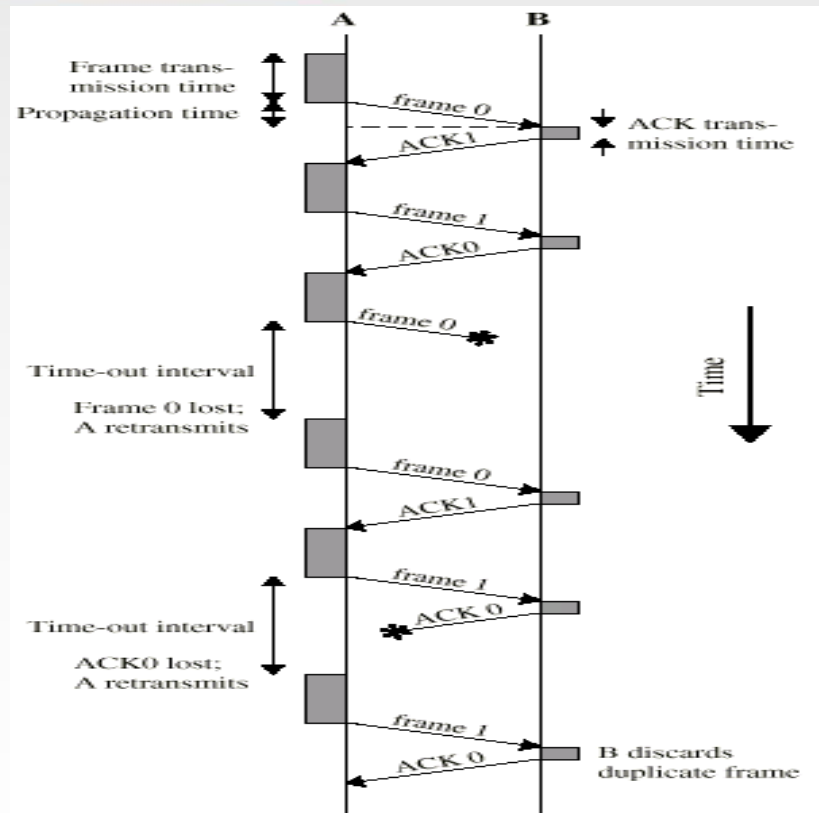 A
B
Frame trans-
mission time
frame 0
Propagation time
ACK trans-
mission time
ACK1
frame 1
ACK0
frame 0
Time-out interval
Time
Frame 0 lost;
A retransmits
frame 0
ACK1
frame 1
ACK 0
Time-out interval
ACK0 lost;
A retransmits
frame 1
ACK 0
B discards
duplicate frame